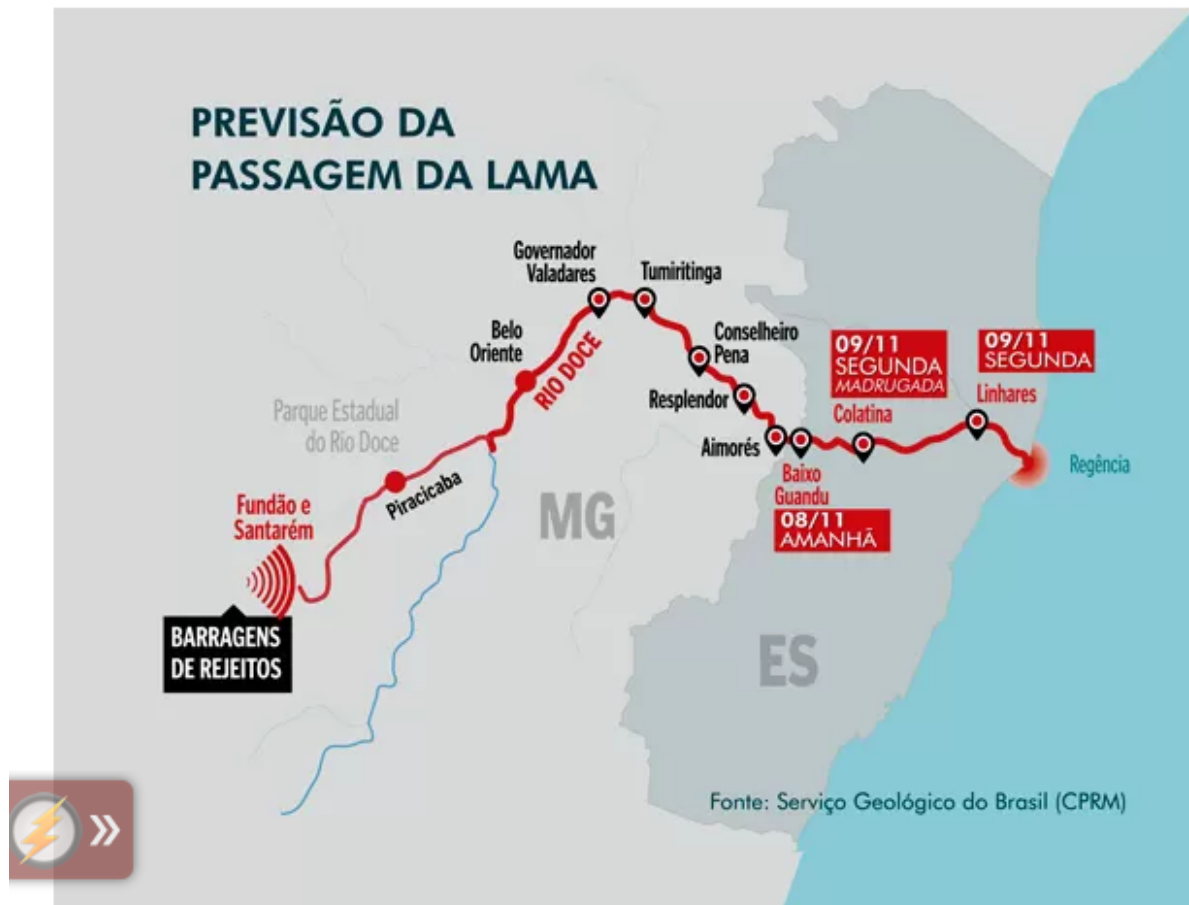 PREVISÃO DA
PASSAGEM DA LAMA
Governador
Valadares
Tumiritinga
Belo
Oriente
RIO DOCE
Conselheiro
Pena
09/11
SEGUNDA
MADRUGADA
09/11
SEGUNDA
Resplendor
Colatina
Linhares
Parque Estadual
do Rio Doce
Aimorés
Baixo
Guandu
Regência
Piracicaba
08/11
AMANHÃ
Fundão e
Santarém
MG
BARRAGENS
DE REJEITOS
ES
Fonte: Serviço Geológico do Brasil (CPRM)